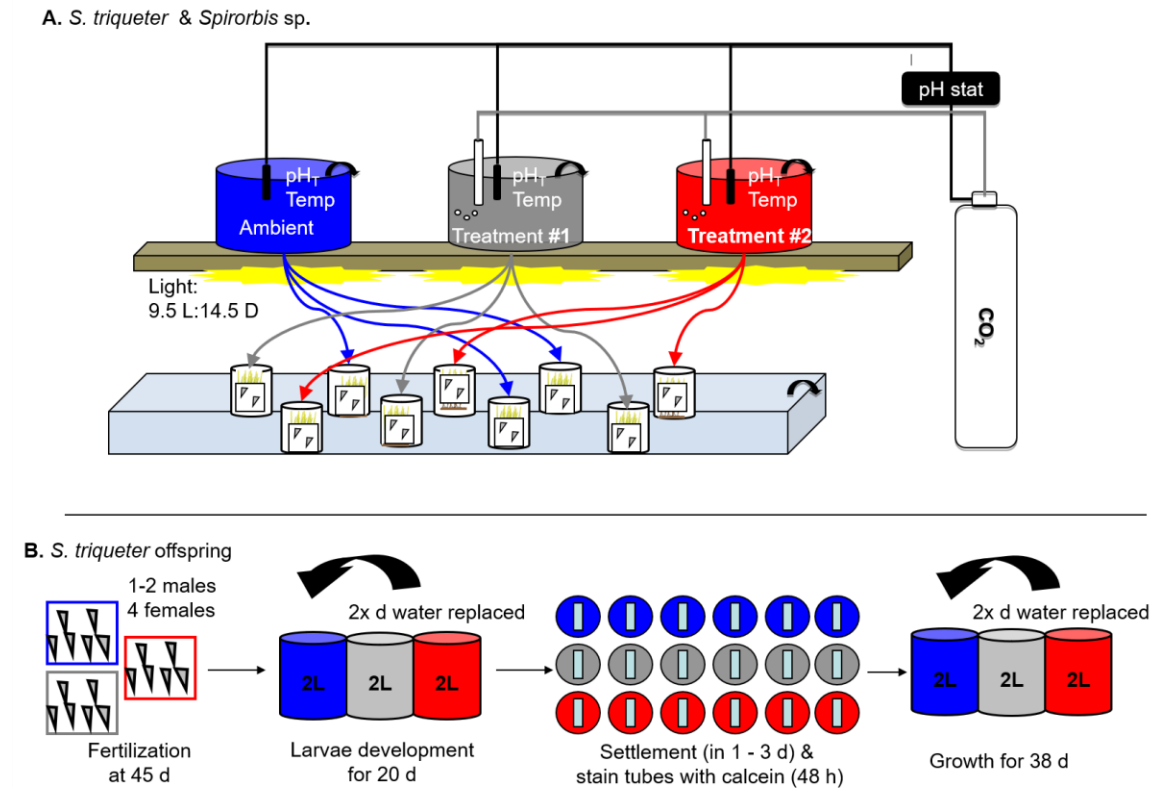 A. S. triqueter & Spirorbis sp.
pH stat
pHT
Temp
Ambient
pHT
Temp
Treatment #1
pHT
Temp
Treatment #2
Light:
9.5 L:14.5 D
CO2
B. S. triqueter offspring
1-2 males
4 females
2x d water replaced
2L
2L
2L
2x d water replaced
2L
2L
2L
Fertilization
at 45 d
Larvae development
for 20 d
Settlement (in 1 - 3 d) &
stain tubes with calcein (48 h)
Growth for 38 d